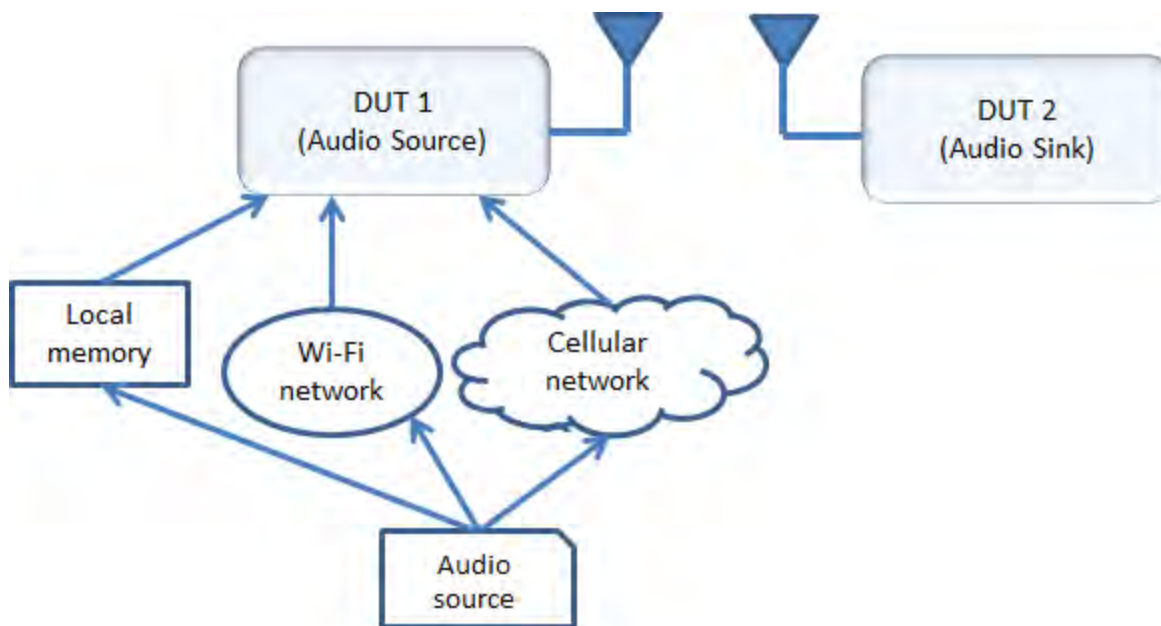 DUT 1
(Audio Source)
DUT 2
(Audio Sink)
Local
memory
Wi-Fi
network
Cellular
network
Audio
source